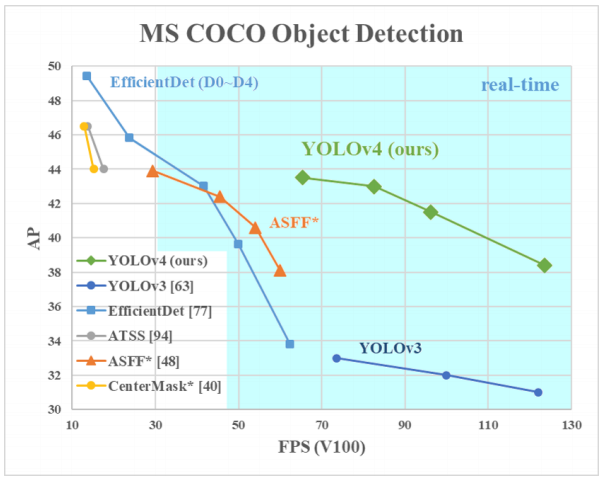 MS COCO Object Detection
50
48
46
44
42
40
38
36
34
32
30
AP
EfficientDet (D0~D4)
real-time
YOLOv4 (ours)
ASFF*
YOLOv3
YOLOv4 (ours)
YOLOv3 [63]
EfficientDet [77]
ATSS [94]
ASFF* [48]
CenterMask* [40]
10 30 50 70 90 110 130
FPS (V100)